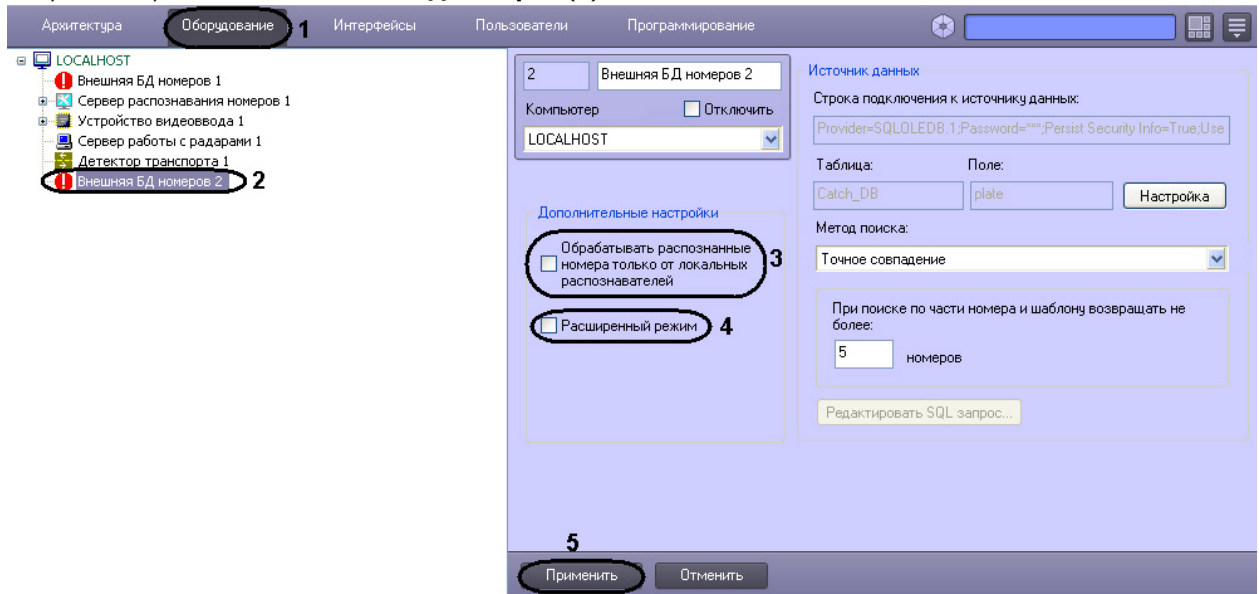 Архитектура Оборудование 1 Интерфейсы Пользователи Программирование
LOCALHOST
Внешняя БД номеров 1
Сервер распознавания номеров 1
Устройство видеоввода 1
Сервер работы с радарами 1
Детектор транспорта 1
Внешняя БД номеров 2 2
2 Внешняя БД номеров 2
Компьютер Отключить
LOCALHOST
Дополнительные настройки
Обрабатывать распознанные
номера только от локальных
распознавателей
3
Расширенный режим 4
Источник данных
Строка подключения к источнику данных:
Provider=SQLOLEDB.1;Password=""";Persist Security Info=True;Use
Таблица: Поле:
Catch_DB plate Настройка
Метод поиска:
Точное совпадение
При поиске по части номера и шаблону возвращать не
более:
5 номеров
Редактировать SQL запрос...
5
Применить Отменить